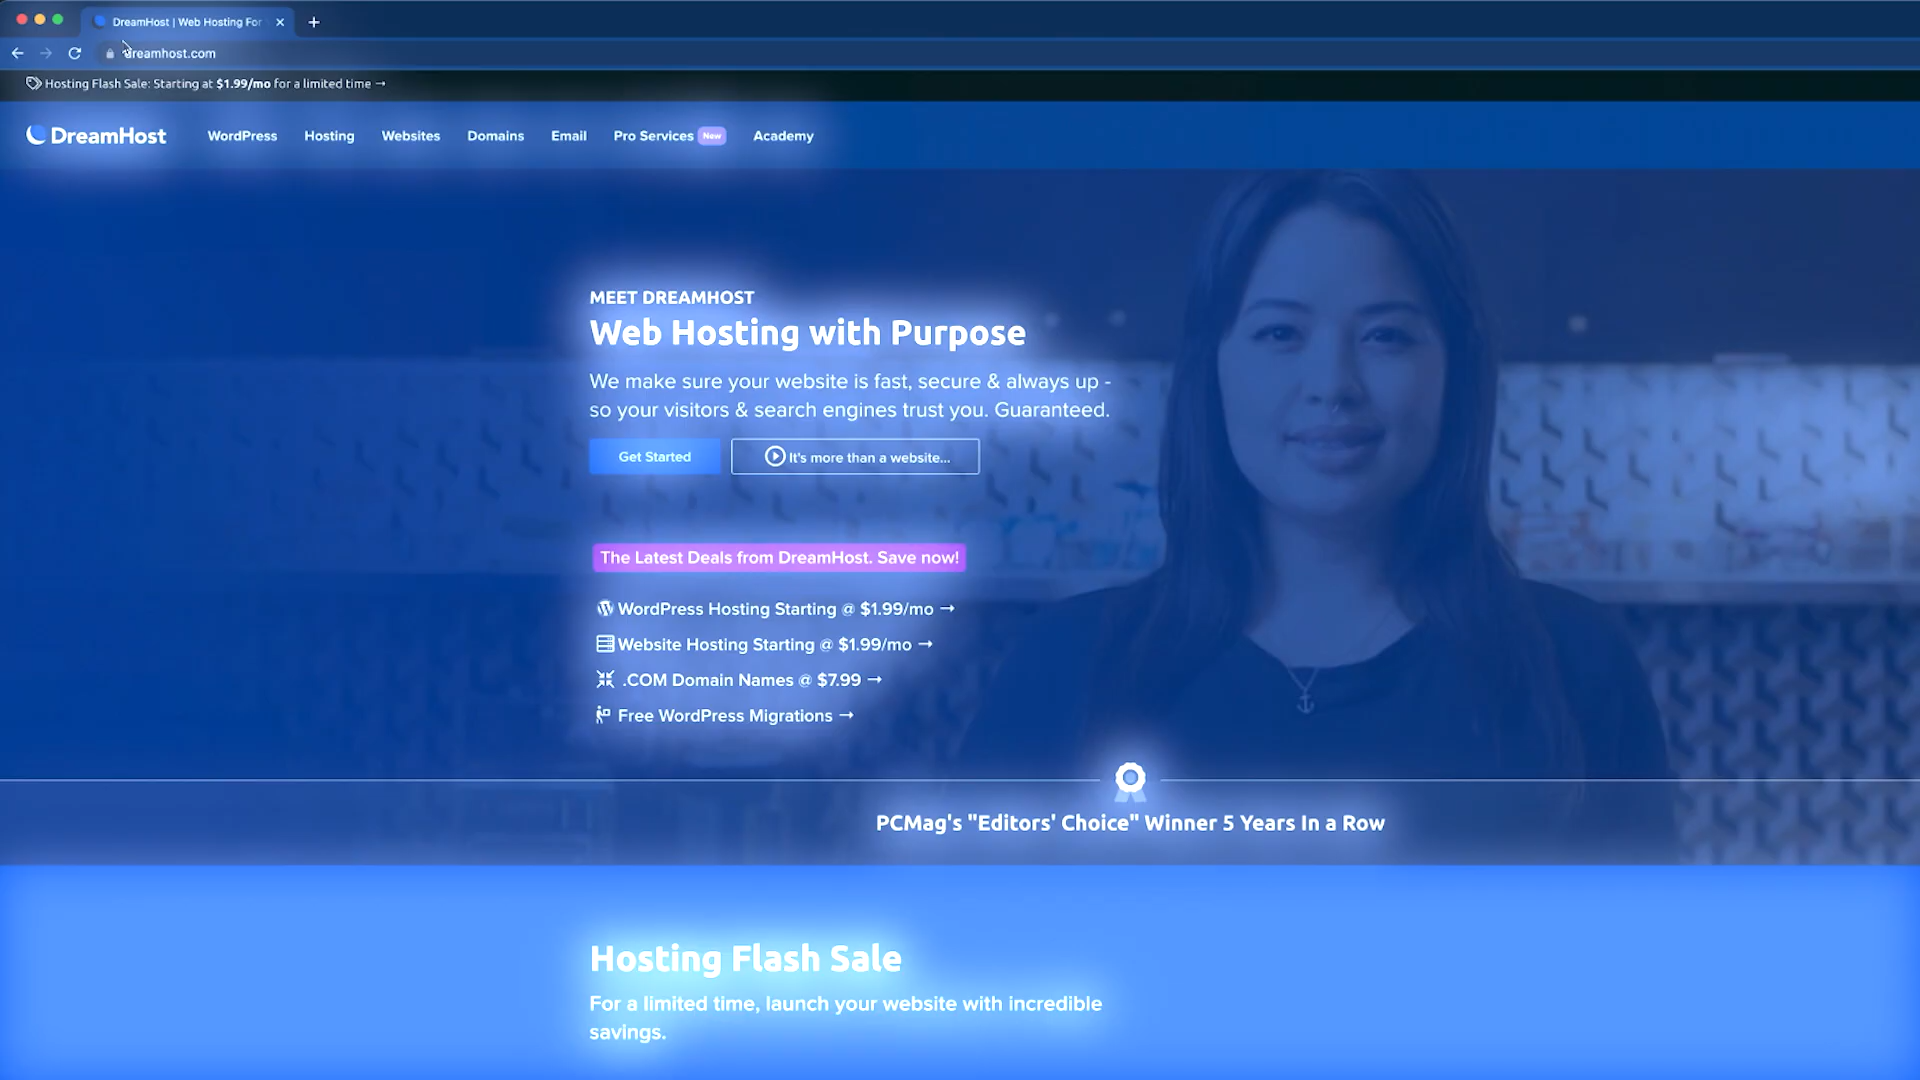 DreamHost | Web Hosting For
dreamhost.com
Hosting Flash Sale: Starting at $1.99/mo for a limited time →
DreamHost
WordPress
Hosting
Websites
Domains
Email
Pro Services New
Academy
MEET DREAMHOST
Web Hosting with Purpose
We make sure your website is fast, secure & always up -
so your visitors & search engines trust you. Guaranteed.
Get Started
It's more than a website...
The Latest Deals from DreamHost. Save now!
WordPress Hosting Starting @ $1.99/mo →
Website Hosting Starting @ $1.99/mo →
.COM Domain Names @ $7.99 →
Free WordPress Migrations →
PCMag's "Editors' Choice" Winner 5 Years In a Row
Hosting Flash Sale
For a limited time, launch your website with incredible
savings.